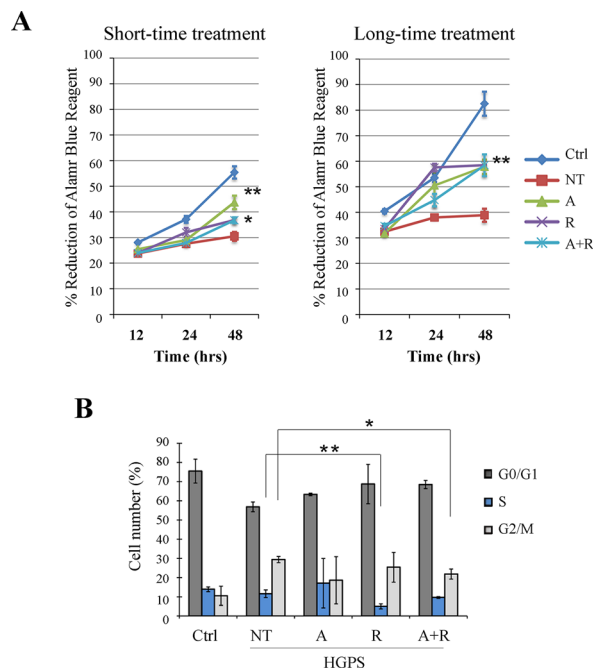 A
Short-time treatment
Long-time treatment
% Reduction of Alamr Blue Reagent
100
90
80
70
60
50
40
30
20
10
0
**
*
12 24 48
Time (hrs)
% Reduction of Alamr Blue Reagent
100
90
80
70
60
50
40
30
20
10
0
**
12 24 48
Time (hrs)
Ctrl
NT
A
R
A+R
B
Cell number (%)
90
80
70
60
50
40
30
20
10
0
**
*
G0/G1
S
G2/M
Ctrl NT A R A+R
HGPS